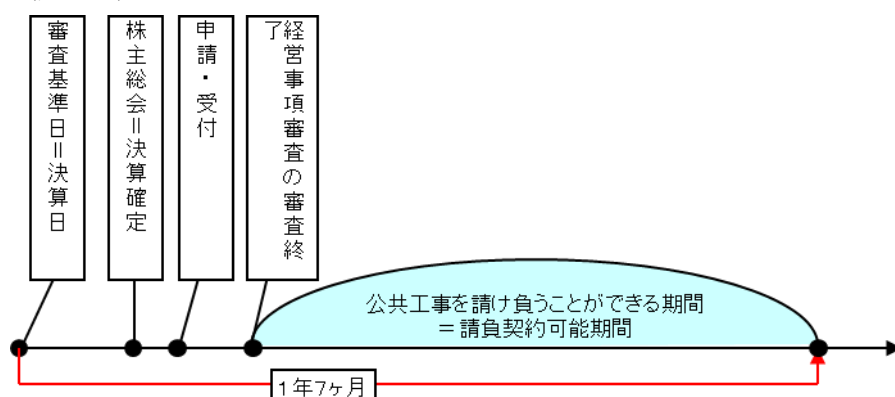 審査基準日＝決算日
株主総会＝決算確定
申請・受付
経営事項審査の審査終
了
公共工事を請け負うことができる期間
＝請負契約可能期間
1年7ヶ月